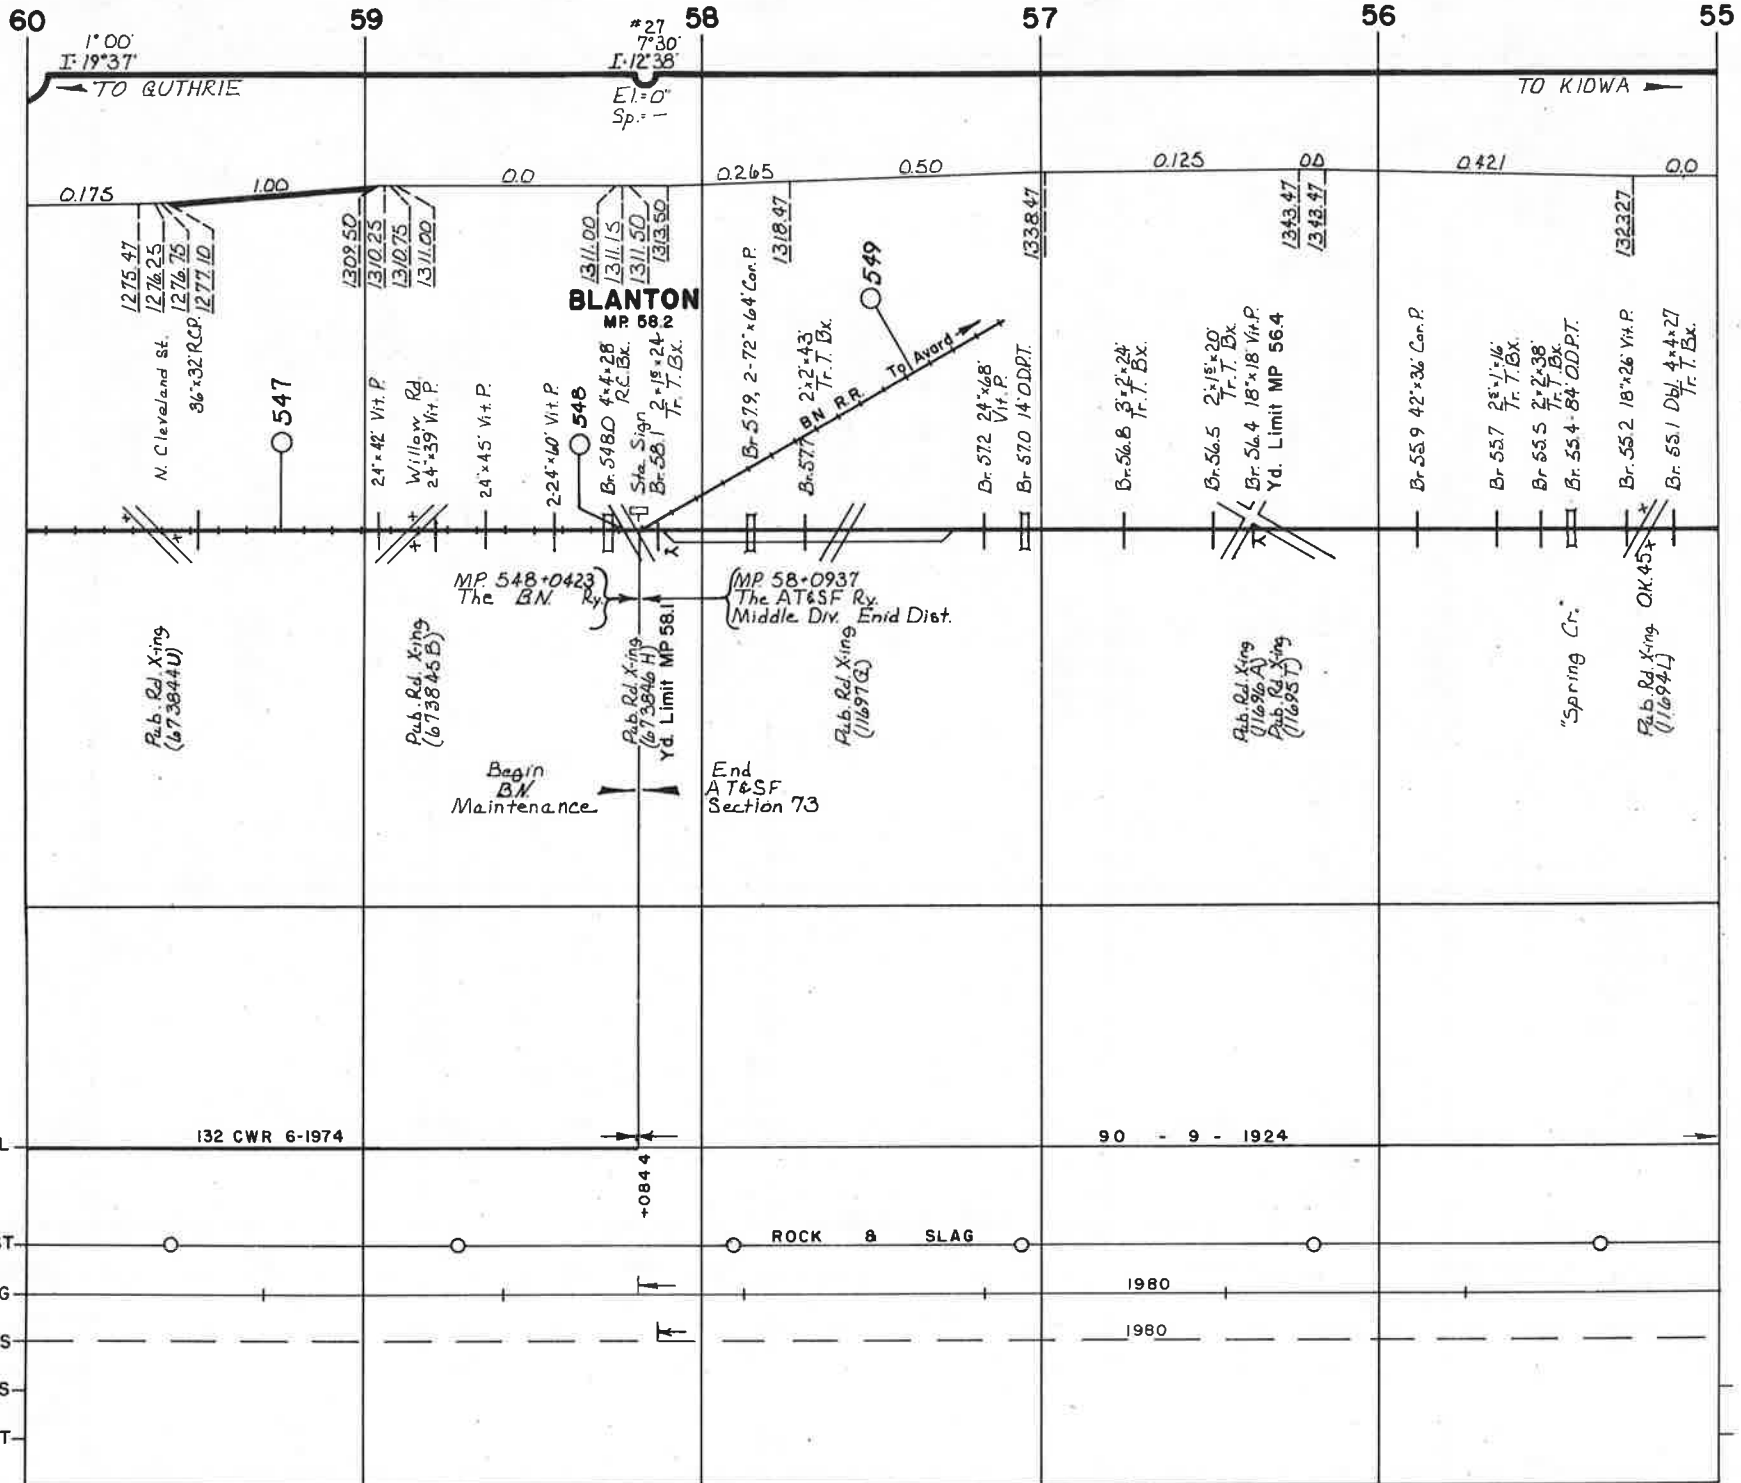 60
59
58
57
56
55
1°00'
I-19°37'
#27
7°30'
I-12°38'
El.=0"
Sp.= -
← TO GUTHRIE
TO KIOWA →
0.175
1.00
0.0
0.265
0.50
0.125
0.0
0.421
0.0
1275.47
1276.25
1276.75
1277.10
1309.50
1310.25
1310.75
1311.00
1311.00
1311.15
1311.50
1313.50
1318.47
1338.47
1343.47
1343.47
1323.27
BLANTON
MP. 58.2
N. Cleveland St.
36"x32' R.C.P.
547
24"x42' Vit. P.
Willow Rd.
24"x39' Vit. P.
24"x45' Vit. P.
2-24"x60' Vit. P.
548
Br. 548.0 4'x4'x28'
R.C. Bx.
Sta Sign
Br. 58.1 2'x1⁵'x24'
Tr. T. Bx.
Br. 57.9, 2-72"x64' Cor. P.
Br. 57.7 2'x2'x43'
Tr. T. Bx.
549
B.N. R.R.
To Avard →
Br. 57.2 24"x68'
Vit. P.
Br 57.0 14' O.D.P.T.
Br. 56.8 3'x2'x24'
Tr. T. Bx.
Br. 56.5 2'x1⁵'x20'
Tr. T. Bx.
Br. 56.4 18"x18' Vit. P.
Yd. Limit MP 56.4
Br 55.9 42"x36' Cor. P.
Br 55.7 2⁵'x1'x16'
Tr. T. Bx.
Br 55.5 2'x2'x38'
Tr. T. Bx.
Br. 55.4 - 84' O.D.P.T.
Br. 55.2 18"x26' Vit. P.
Br. 55.1 Dbl. 4'x4'x27'
Tr. T. Bx.
MP. 548+0423
The B.N. Ry.
MP. 58+0937
The AT&SF Ry.
Middle Div. Enid Dist.
Pub. Rd. X-ing
(673844U)
Pub. Rd. X-ing
(673845B)
Pub. Rd. X-ing
(673846H)
Yd. Limit MP 58.1
Pub. Rd. X-ing
(11697G)
Pub. Rd. X-ing
(11696A)
Pub. Rd. X-ing
(11695T)
"Spring Cr."
Pub. Rd. X-ing O.K. 45
(11694L)
Begin
B.N.
Maintenance
End
AT&SF
Section 73
L
132 CWR 6-1974
90 - 9 - 1924
+0844
ST
ROCK & SLAG
G
1980
S
1980
S
T